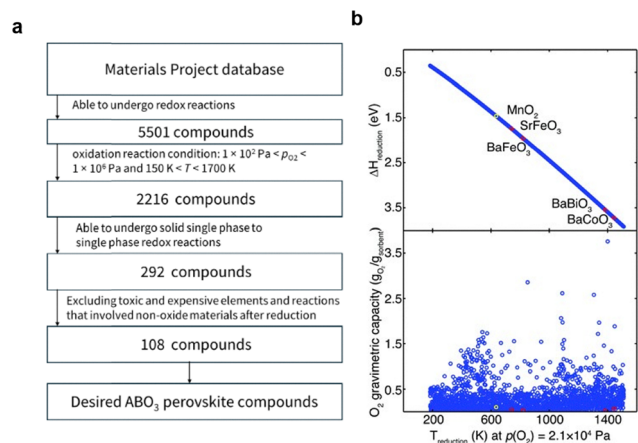 a
Materials Project database
Able to undergo redox reactions
5501 compounds
oxidation reaction condition: 1 × 10² Pa < pO2 <
1 × 10⁶ Pa and 150 K < T < 1700 K
2216 compounds
Able to undergo solid single phase to
single phase redox reactions
292 compounds
Excluding toxic and expensive elements and reactions
that involved non-oxide materials after reduction
108 compounds
Desired ABO₃ perovskite compounds
b
ΔHreduction (eV)
0.5
1.5
2.5
3.5
MnO₂
SrFeO₃
BaFeO₃
BaBiO₃
BaCoO₃
O₂ gravimetric capacity (gO₂/gsorbent)
3.5
2.5
1.5
0.5
200 600 1000 1400
Treduction (K) at p(O₂) = 2.1×10⁴ Pa